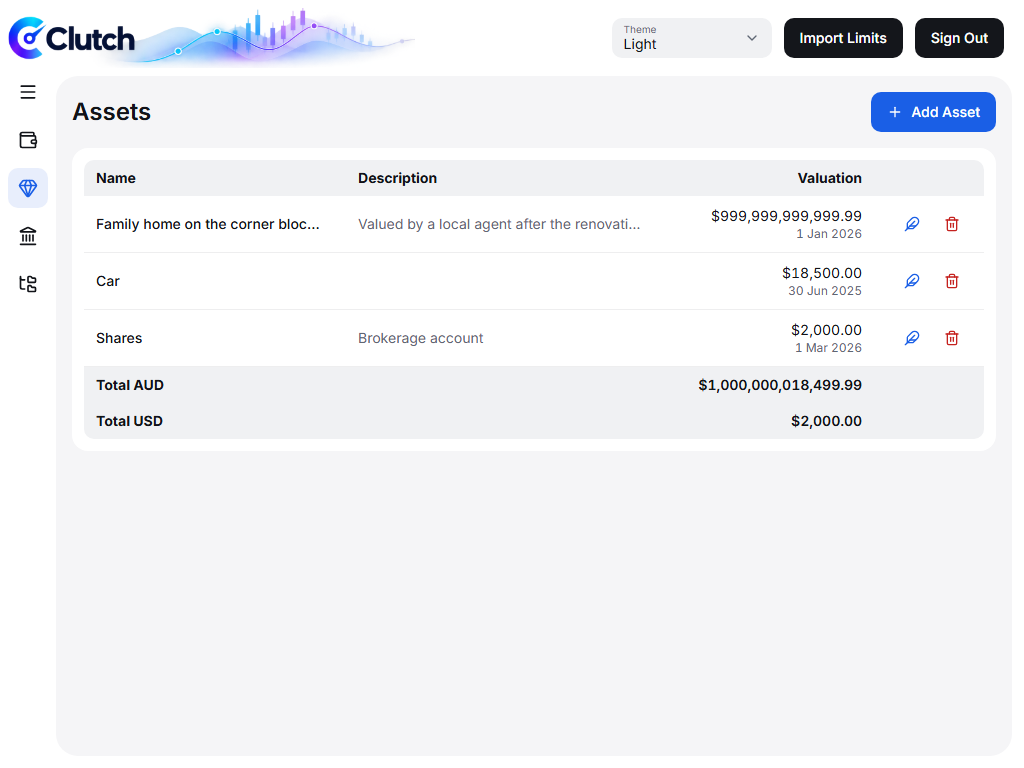 Clutch
Theme
Light
Import Limits
Sign Out
Assets
+ Add Asset
Name Description Valuation
Family home on the corner bloc... Valued by a local agent after the renovati... $999,999,999,999.99
1 Jan 2026
Car $18,500.00
30 Jun 2025
Shares Brokerage account $2,000.00
1 Mar 2026
Total AUD $1,000,000,018,499.99
Total USD $2,000.00